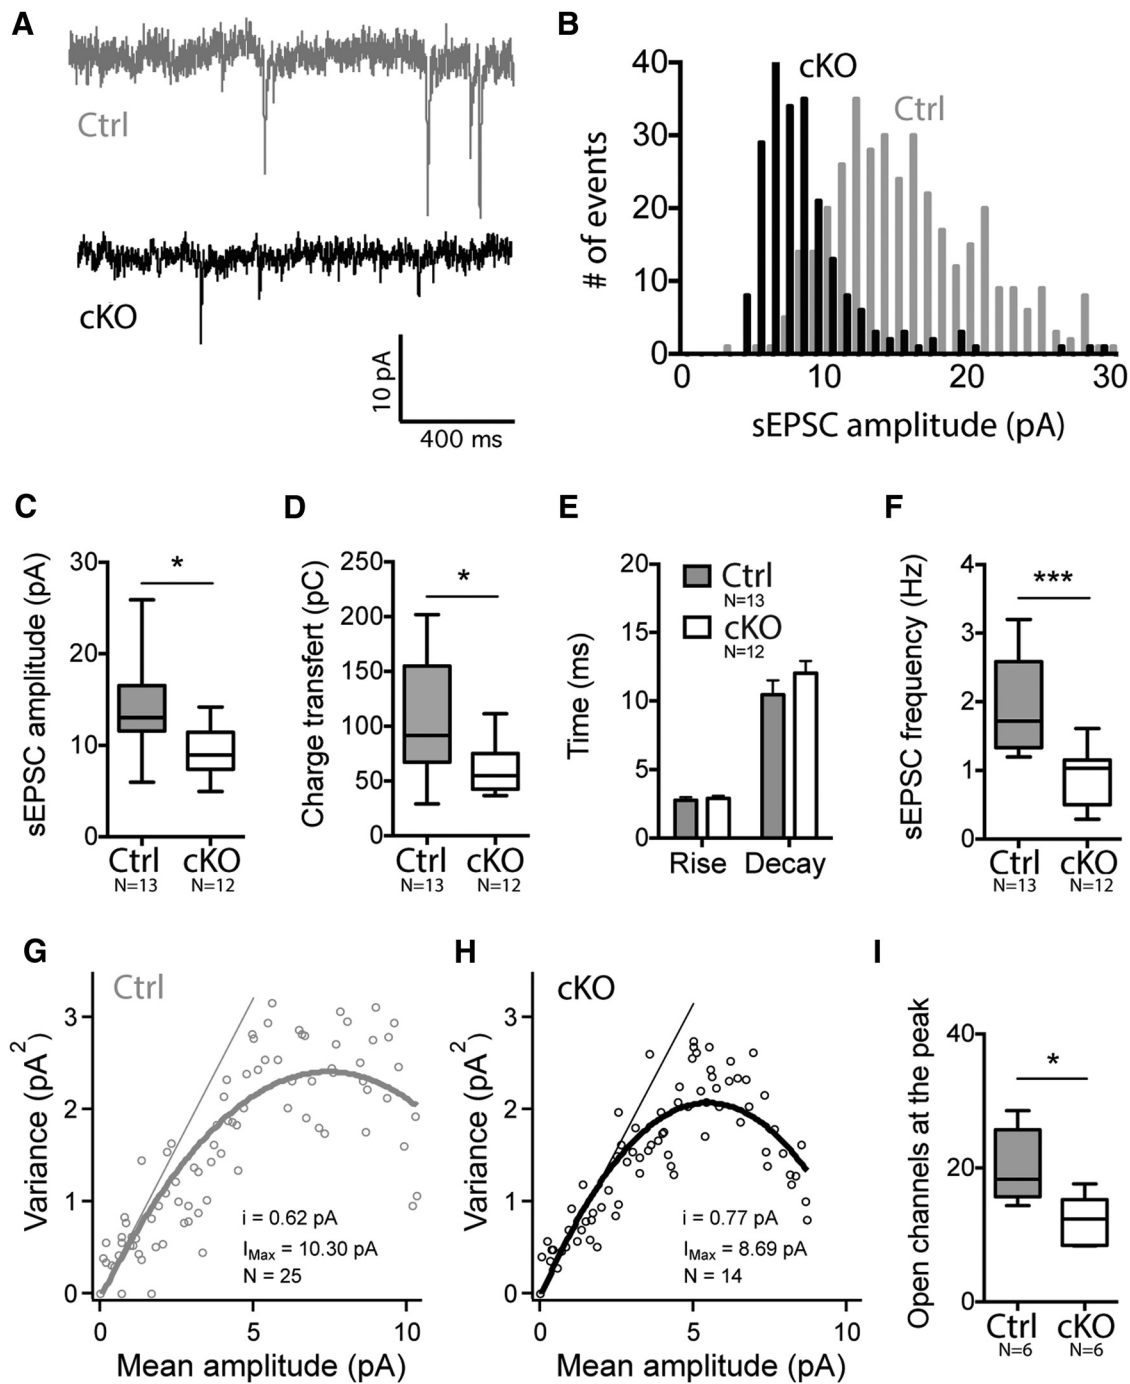 A
Ctrl
cKO
10 pA
400 ms
B
# of events
40
30
20
10
0
cKO
Ctrl
0
10
20
30
sEPSC amplitude (pA)
C
sEPSC amplitude (pA)
30
20
10
0
*
Ctrl
N=13
cKO
N=12
D
Charge transfert (pC)
250
200
150
100
50
0
*
Ctrl
N=13
cKO
N=12
E
Time (ms)
20
15
10
5
0
Ctrl
N=13
cKO
N=12
Rise
Decay
F
sEPSC frequency (Hz)
4
3
2
1
0
***
Ctrl
N=13
cKO
N=12
G
Ctrl
Variance (pA²)
3
2
1
0
i = 0.62 pA
IMax = 10.30 pA
N = 25
0
5
10
Mean amplitude (pA)
H
cKO
Variance (pA²)
3
2
1
0
i = 0.77 pA
IMax = 8.69 pA
N = 14
0
5
10
Mean amplitude (pA)
I
Open channels at the peak
40
20
0
*
Ctrl
N=6
cKO
N=6